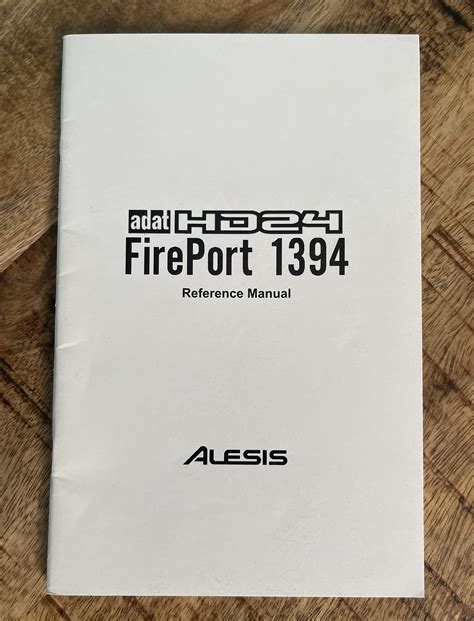 adat HD24
FirePort 1394
Reference Manual
ALESIS